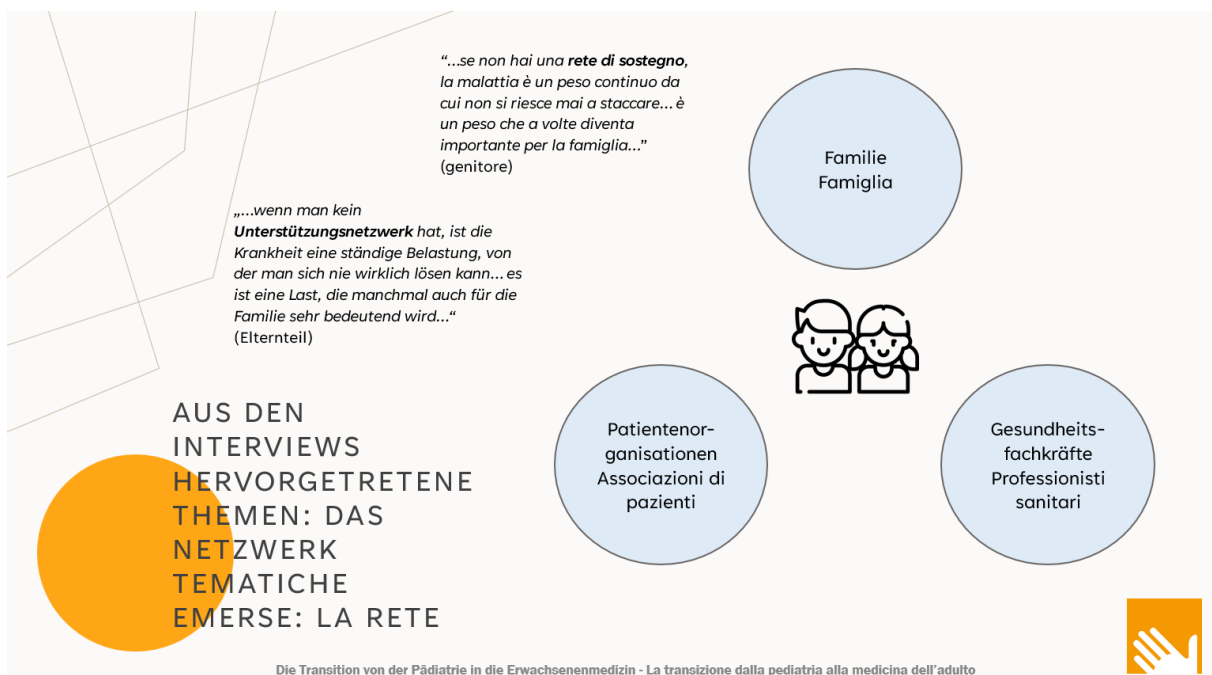 “…se non hai una rete di sostegno,
la malattia è un peso continuo da
cui non si riesce mai a staccare… è
un peso che a volte diventa
importante per la famiglia…”
(genitore)
„…wenn man kein
Unterstützungsnetzwerk hat, ist die
Krankheit eine ständige Belastung, von
der man sich nie wirklich lösen kann… es
ist eine Last, die manchmal auch für die
Familie sehr bedeutend wird…“
(Elternteil)
AUS DEN
INTERVIEWS
HERVORGETRETENE
THEMEN: DAS
NETZWERK
TEMATICHE
EMERSE: LA RETE
Familie
Famiglia
Patientenor-
ganisationen
Associazioni di
pazienti
Gesundheits-
fachkräfte
Professionisti
sanitari
Die Transition von der Pädiatrie in die Erwachsenenmedizin - La transizione dalla pediatria alla medicina dell’adulto